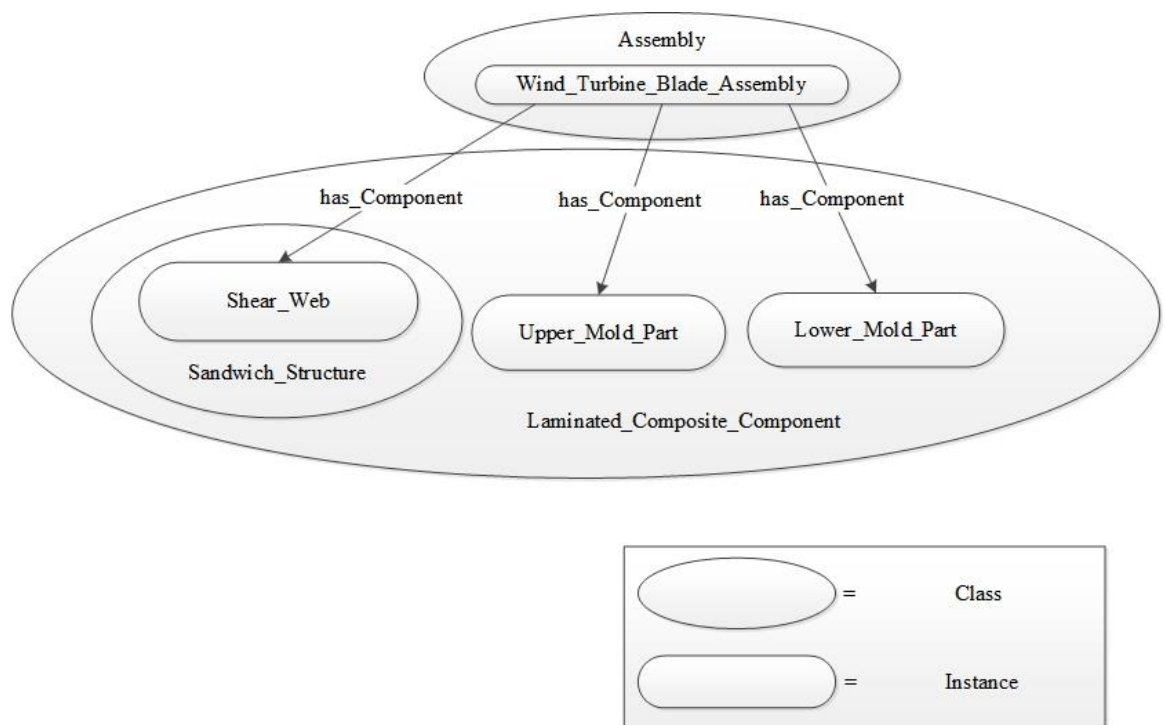 Assembly
Wind_Turbine_Blade_Assembly
has_Component
has_Component
has_Component
Shear_Web
Upper_Mold_Part
Lower_Mold_Part
Sandwich_Structure
Laminated_Composite_Component
= Class
= Instance